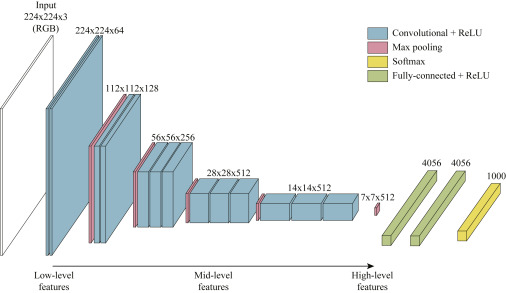 Input
224x224x3
(RGB)
224x224x64
112x112x128
56x56x256
28x28x512
14x14x512
7x7x512
4056
4056
1000
Convolutional + ReLU
Max pooling
Softmax
Fully-connected + ReLU
Low-level
features
Mid-level
features
High-level
features